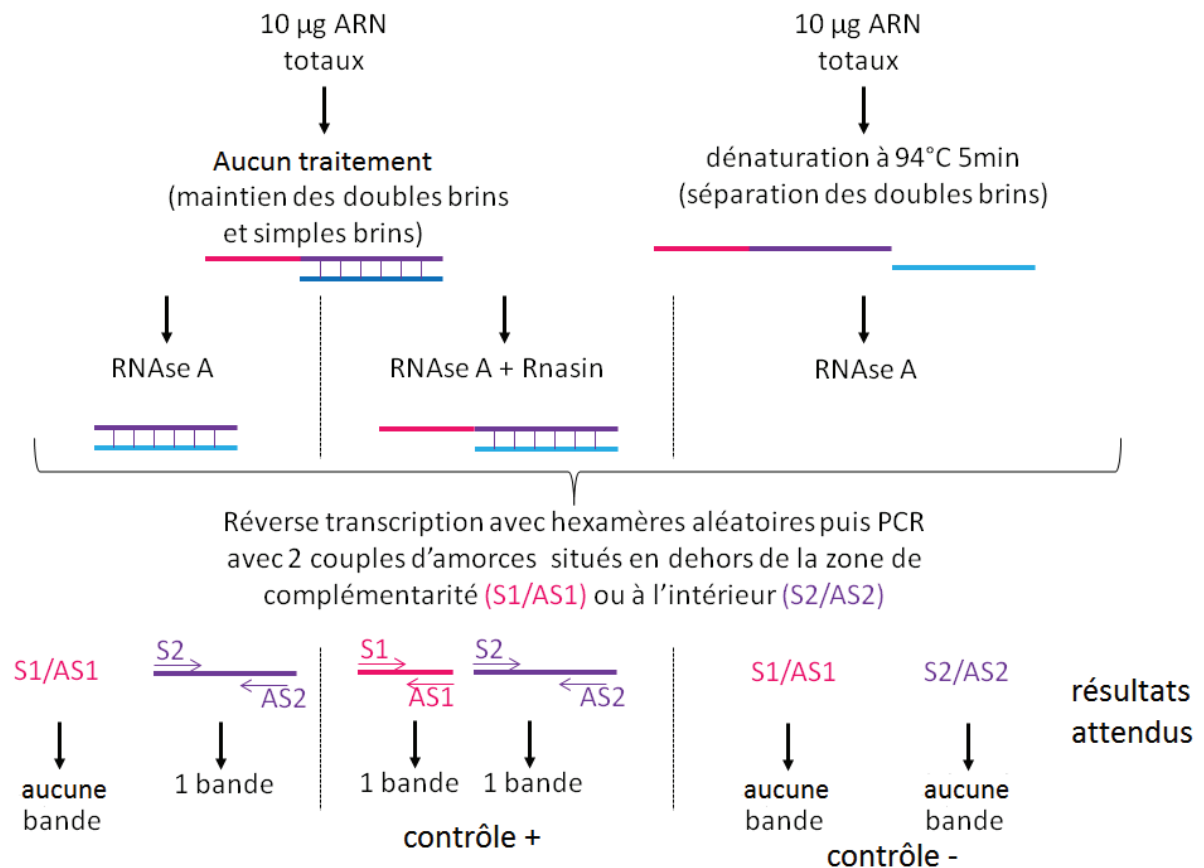 10 µg ARN
totaux
10 µg ARN
totaux
Aucun traitement
(maintien des doubles brins
et simples brins)
dénaturation à 94°C 5min
(séparation des doubles brins)
RNAse A
RNAse A + Rnasin
RNAse A
Réverse transcription avec hexamères aléatoires puis PCR
avec 2 couples d'amorces situés en dehors de la zone de
complémentarité (S1/AS1) ou à l'intérieur (S2/AS2)
S1/AS1
S2
AS2
S1
AS1
S2
AS2
S1/AS1
S2/AS2
résultats
attendus
aucune
bande
1 bande
1 bande
1 bande
aucune
bande
aucune
bande
contrôle +
contrôle -